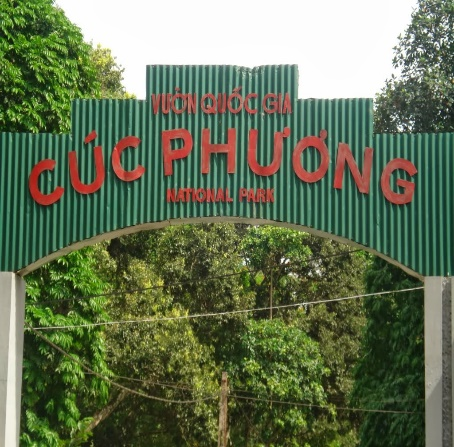 VƯỜN QUỐC GIA
CÚC PHƯƠNG
NATIONAL PARK